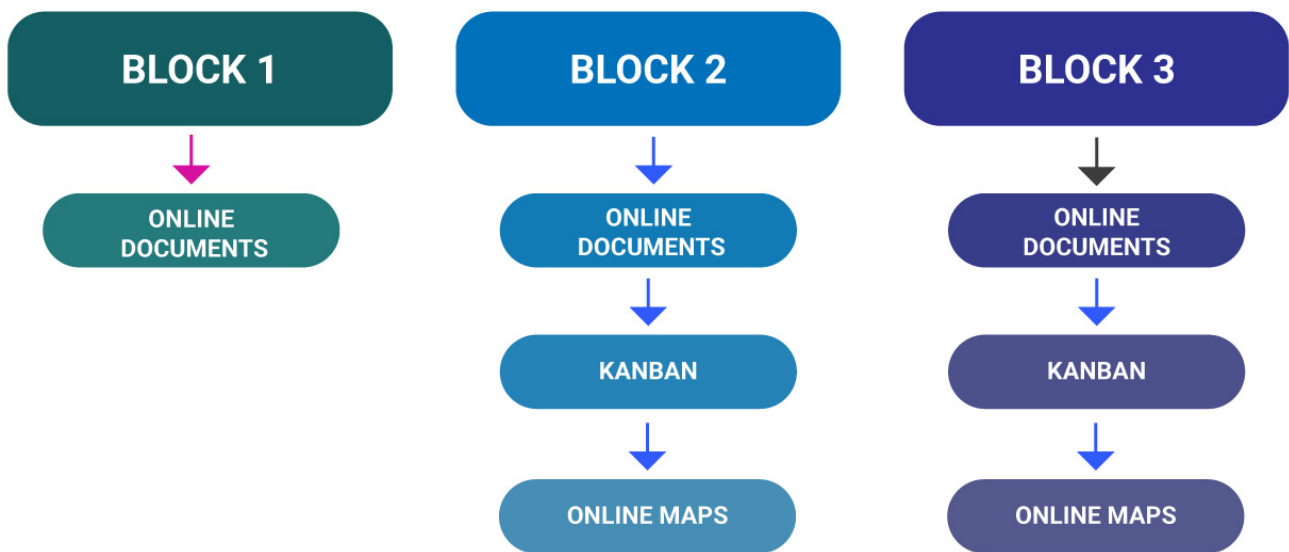 BLOCK 1
ONLINE
DOCUMENTS
BLOCK 2
ONLINE
DOCUMENTS
KANBAN
ONLINE MAPS
BLOCK 3
ONLINE
DOCUMENTS
KANBAN
ONLINE MAPS